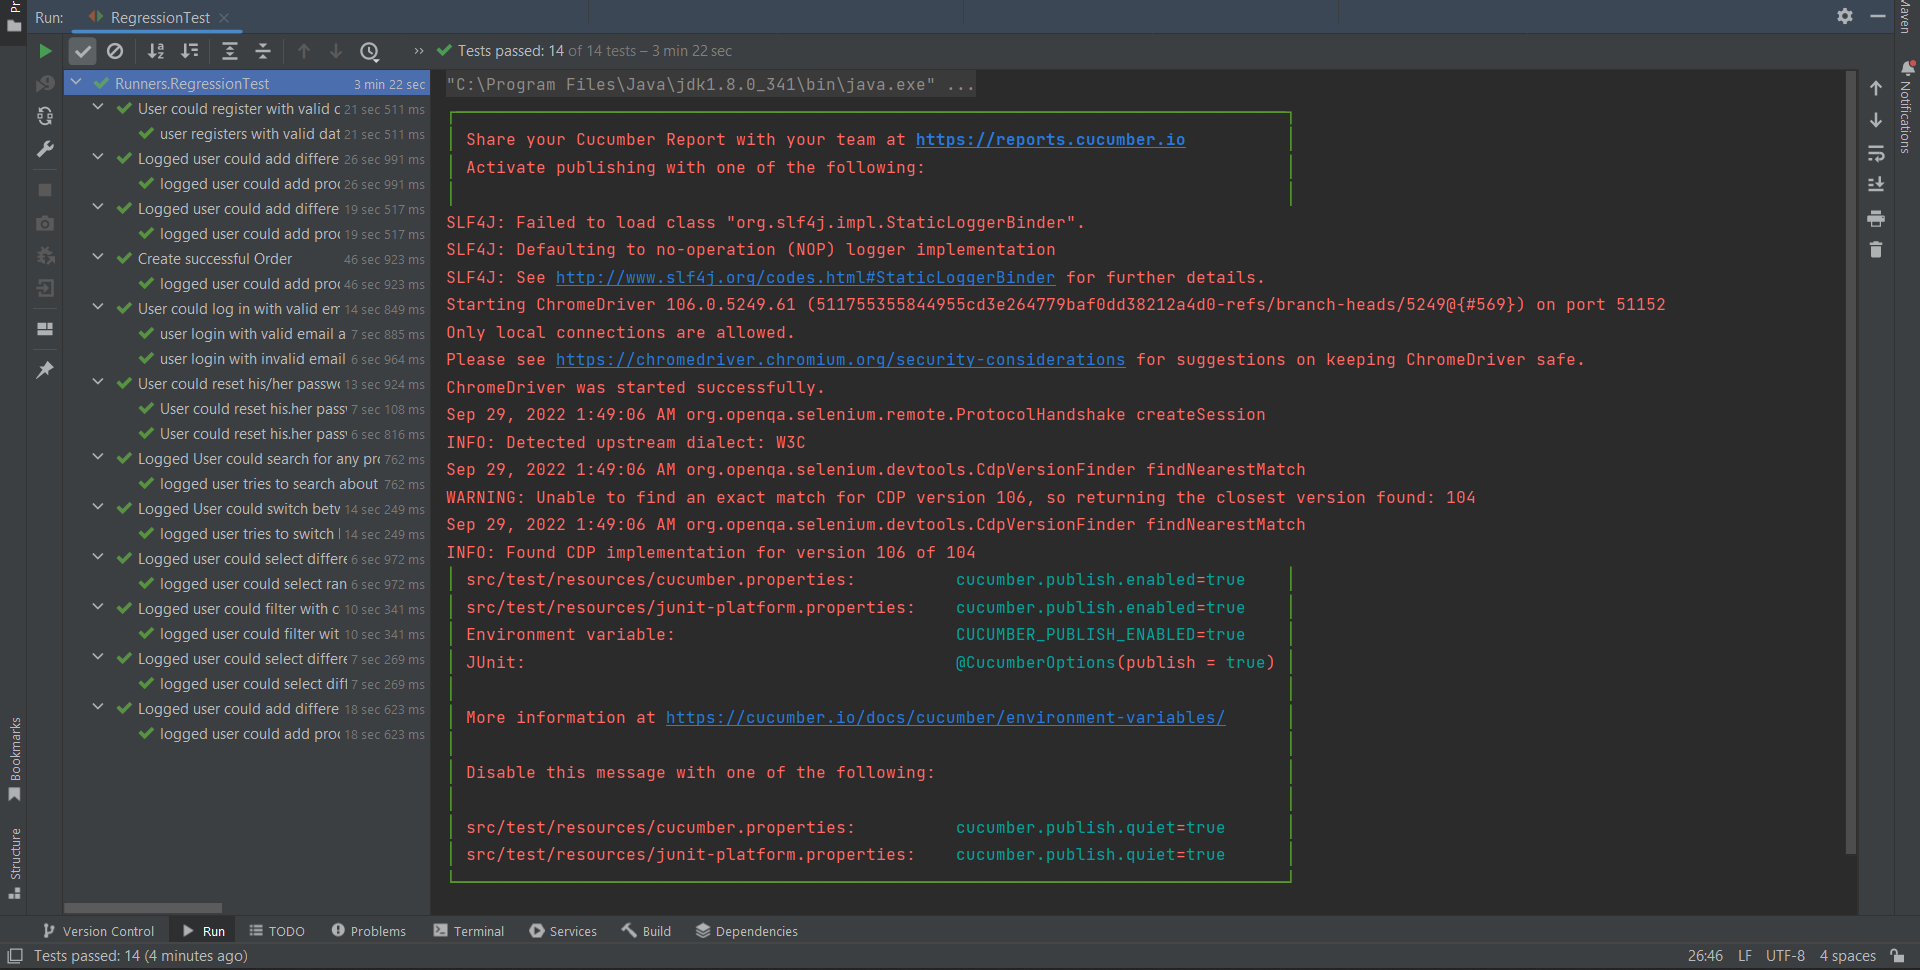 Run: RegressionTest
Maven
Notifications
Tests passed: 14 of 14 tests – 3 min 22 sec
Runners.RegressionTest 3 min 22 sec
User could register with valid 21 sec 511 ms
user registers with valid dat 21 sec 511 ms
Logged user could add differe 26 sec 991 ms
logged user could add proc 26 sec 991 ms
Logged user could add differe 19 sec 517 ms
logged user could add proc 19 sec 517 ms
Create successful Order 46 sec 923 ms
logged user could add proc 46 sec 923 ms
User could log in with valid em 14 sec 849 ms
user login with valid email a 7 sec 885 ms
user login with invalid email 6 sec 964 ms
User could reset his/her passwo 13 sec 924 ms
User could reset his.her pass 7 sec 108 ms
User could reset his.her pass 6 sec 816 ms
Logged User could search for any pro 762 ms
logged user tries to search about 762 ms
Logged User could switch betw 14 sec 249 ms
logged user tries to switch 14 sec 249 ms
Logged user could select differe 6 sec 972 ms
logged user could select ran 6 sec 972 ms
Logged user could filter with c 10 sec 341 ms
logged user could filter wit 10 sec 341 ms
Logged user could select differe 7 sec 269 ms
logged user could select diff 7 sec 269 ms
Logged user could add differe 18 sec 623 ms
logged user could add proc 18 sec 623 ms
"C:\Program Files\Java\jdk1.8.0_341\bin\java.exe" ...
Share your Cucumber Report with your team at https://reports.cucumber.io
Activate publishing with one of the following:
SLF4J: Failed to load class "org.slf4j.impl.StaticLoggerBinder".
SLF4J: Defaulting to no-operation (NOP) logger implementation
SLF4J: See http://www.slf4j.org/codes.html#StaticLoggerBinder for further details.
Starting ChromeDriver 106.0.5249.61 (511755355844955cd3e264779baf0dd38212a4d0-refs/branch-heads/5249@{#569}) on port 51152
Only local connections are allowed.
Please see https://chromedriver.chromium.org/security-considerations for suggestions on keeping ChromeDriver safe.
ChromeDriver was started successfully.
Sep 29, 2022 1:49:06 AM org.openqa.selenium.remote.ProtocolHandshake createSession
INFO: Detected upstream dialect: W3C
Sep 29, 2022 1:49:06 AM org.openqa.selenium.devtools.CdpVersionFinder findNearestMatch
WARNING: Unable to find an exact match for CDP version 106, so returning the closest version found: 104
Sep 29, 2022 1:49:06 AM org.openqa.selenium.devtools.CdpVersionFinder findNearestMatch
INFO: Found CDP implementation for version 106 of 104
src/test/resources/cucumber.properties: cucumber.publish.enabled=true
src/test/resources/junit-platform.properties: cucumber.publish.enabled=true
Environment variable: CUCUMBER_PUBLISH_ENABLED=true
JUnit: @CucumberOptions(publish = true)
More information at https://cucumber.io/docs/cucumber/environment-variables/
Disable this message with one of the following:
src/test/resources/cucumber.properties: cucumber.publish.quiet=true
src/test/resources/junit-platform.properties: cucumber.publish.quiet=true
Bookmarks
Structure
Version Control Run TODO Problems Terminal Services Build Dependencies
Tests passed: 14 (4 minutes ago) 26:46 LF UTF-8 4 spaces